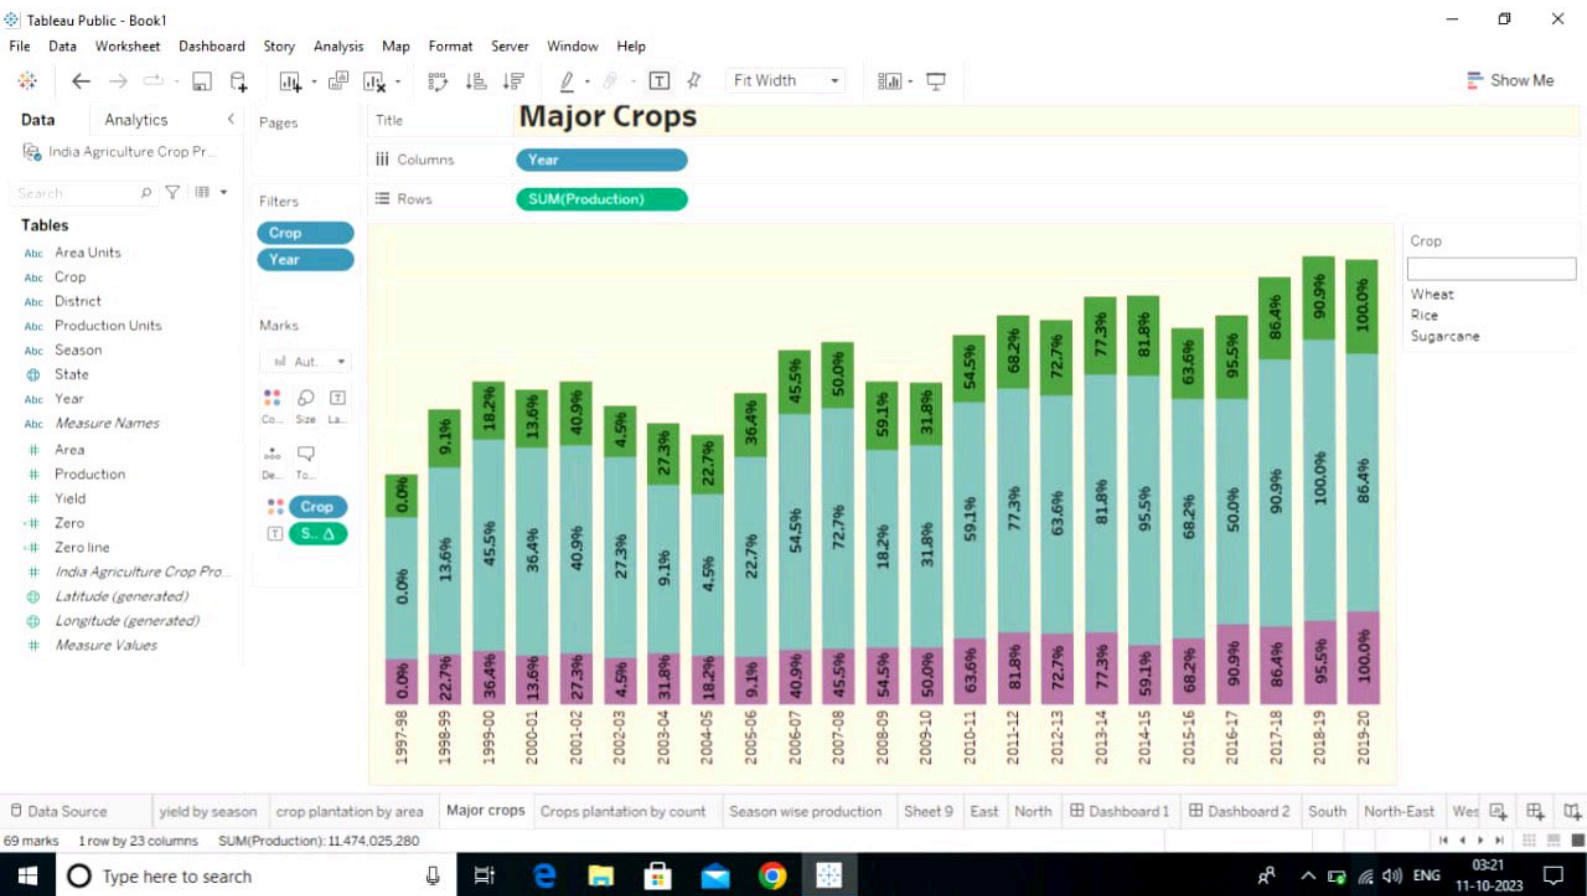 Tableau Public - Book1
File Data Worksheet Dashboard Story Analysis Map Format Server Window Help
Fit Width
Show Me
Data Analytics
India Agriculture Crop Pr...
Search
Tables
Abc Area Units
Abc Crop
Abc District
Abc Production Units
Abc Season
State
Abc Year
Abc Measure Names
# Area
# Production
# Yield
# Zero
# Zero line
# India Agriculture Crop Pro...
Latitude (generated)
Longitude (generated)
# Measure Values
Pages
Filters
Crop
Year
Marks
Aut...
Co... Size La...
De... To...
Crop
S.. Δ
Title Major Crops
Columns Year
Rows SUM(Production)
0.0% 9.1% 18.2% 13.6% 40.9% 4.5% 27.3% 22.7% 36.4% 45.5% 50.0% 59.1% 31.8% 54.5% 68.2% 72.7% 77.3% 81.8% 63.6% 95.5% 86.4% 90.9% 100.0%
0.0% 13.6% 45.5% 36.4% 40.9% 27.3% 9.1% 4.5% 22.7% 54.5% 72.7% 18.2% 31.8% 59.1% 77.3% 63.6% 81.8% 95.5% 68.2% 50.0% 90.9% 100.0% 86.4%
0.0% 22.7% 36.4% 13.6% 27.3% 4.5% 31.8% 18.2% 9.1% 40.9% 45.5% 54.5% 50.0% 63.6% 81.8% 72.7% 77.3% 59.1% 68.2% 90.9% 86.4% 95.5% 100.0%
1997-98 1998-99 1999-00 2000-01 2001-02 2002-03 2003-04 2004-05 2005-06 2006-07 2007-08 2008-09 2009-10 2010-11 2011-12 2012-13 2013-14 2014-15 2015-16 2016-17 2017-18 2018-19 2019-20
Crop
Wheat
Rice
Sugarcane
Data Source yield by season crop plantation by area Major crops Crops plantation by count Season wise production Sheet 9 East North Dashboard 1 Dashboard 2 South North-East Wes
69 marks 1 row by 23 columns SUM(Production): 11,474,025,280
Type here to search
ENG
03:21
11-10-2023